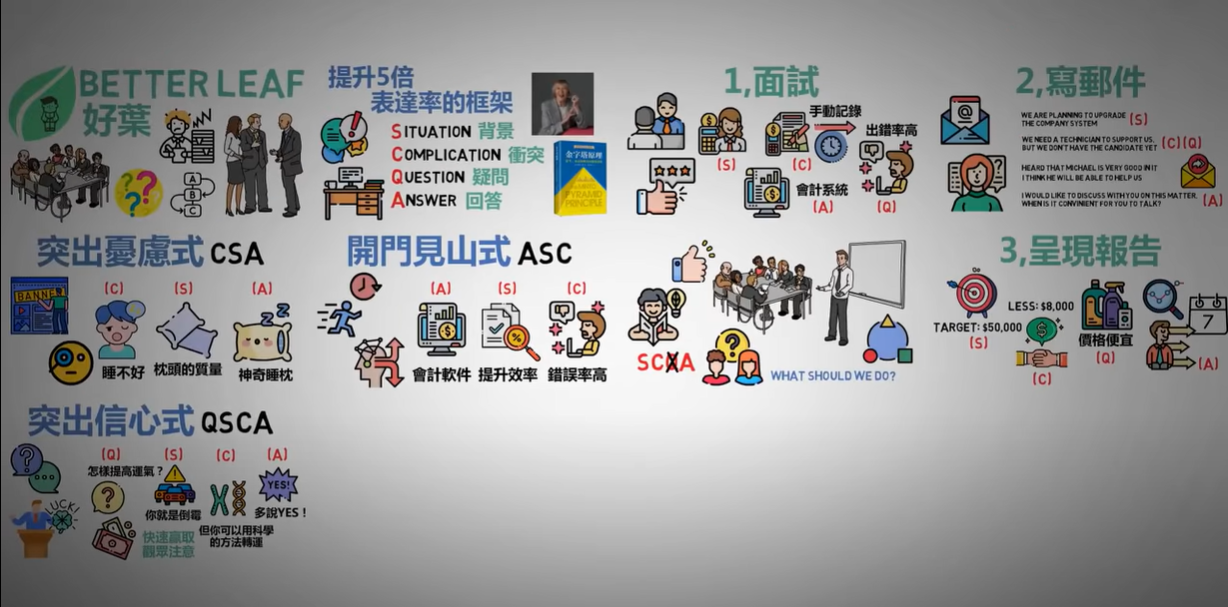 BETTER LEAF
好葉
提升5倍
表達率的框架
SITUATION 背景
COMPLICATION 衝突
QUESTION 疑問
ANSWER 回答
金字塔原理
PYRAMID
PRINCIPLE
A
B
C
1,面試
手動記錄
出錯率高
(S)
(C)
會計系統
(A)
(Q)
2,寫郵件
WE ARE PLANNING TO UPGRADE
THE COMPANY SYSTEM
(S)
WE NEED A TECHNICIAN TO SUPPORT US,
BUT WE DON'T HAVE THE CANDIDATE YET
(C)(Q)
HEARD THAT MICHAEL IS VERY GOOD IN IT
I THINK HE WILL BE ABLE TO HELP US
I WOULD LIKE TO DISCUSS WITH YOU ON THIS MATTER.
WHEN IS IT CONVINIENT FOR YOU TO TALK?
(A)
突出憂慮式 CSA
BANNER
(C)
(S)
(A)
睡不好
枕頭的質量
神奇睡枕
開門見山式 ASC
(A)
(S)
(C)
會計軟件
提升效率
錯誤率高
SCXA
WHAT SHOULD WE DO?
3,呈現報告
TARGET: $50,000
(S)
LESS: $8,000
(C)
價格便宜
(Q)
7
(A)
突出信心式 QSCA
(Q)
(S)
(C)
(A)
怎樣提高運氣？
LUCK!
YES!
你就是倒霉
但你可以用科學
的方法轉運
多說YES！
快速贏取
觀眾注意